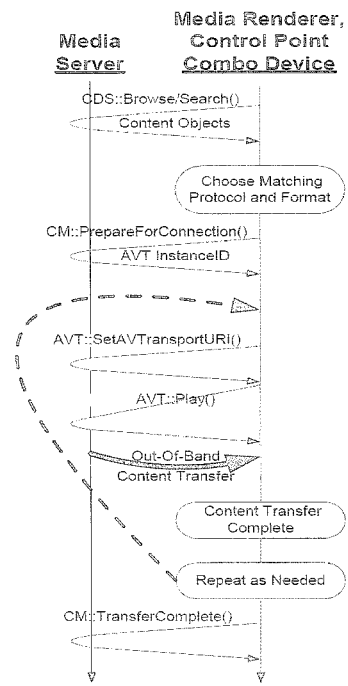 Media Server
Media Renderer,
Control Point
Combo Device
CDS::Browse/Search()
Content Objects
Choose Matching
Protocol and Format
CM::PrepareForConnection()
AVT InstanceID
AVT::SetAVTransportURI()
AVT::Play()
Out-Of-Band
Content Transfer
Content Transfer
Complete
Repeat as Needed
CM::TransferComplete()